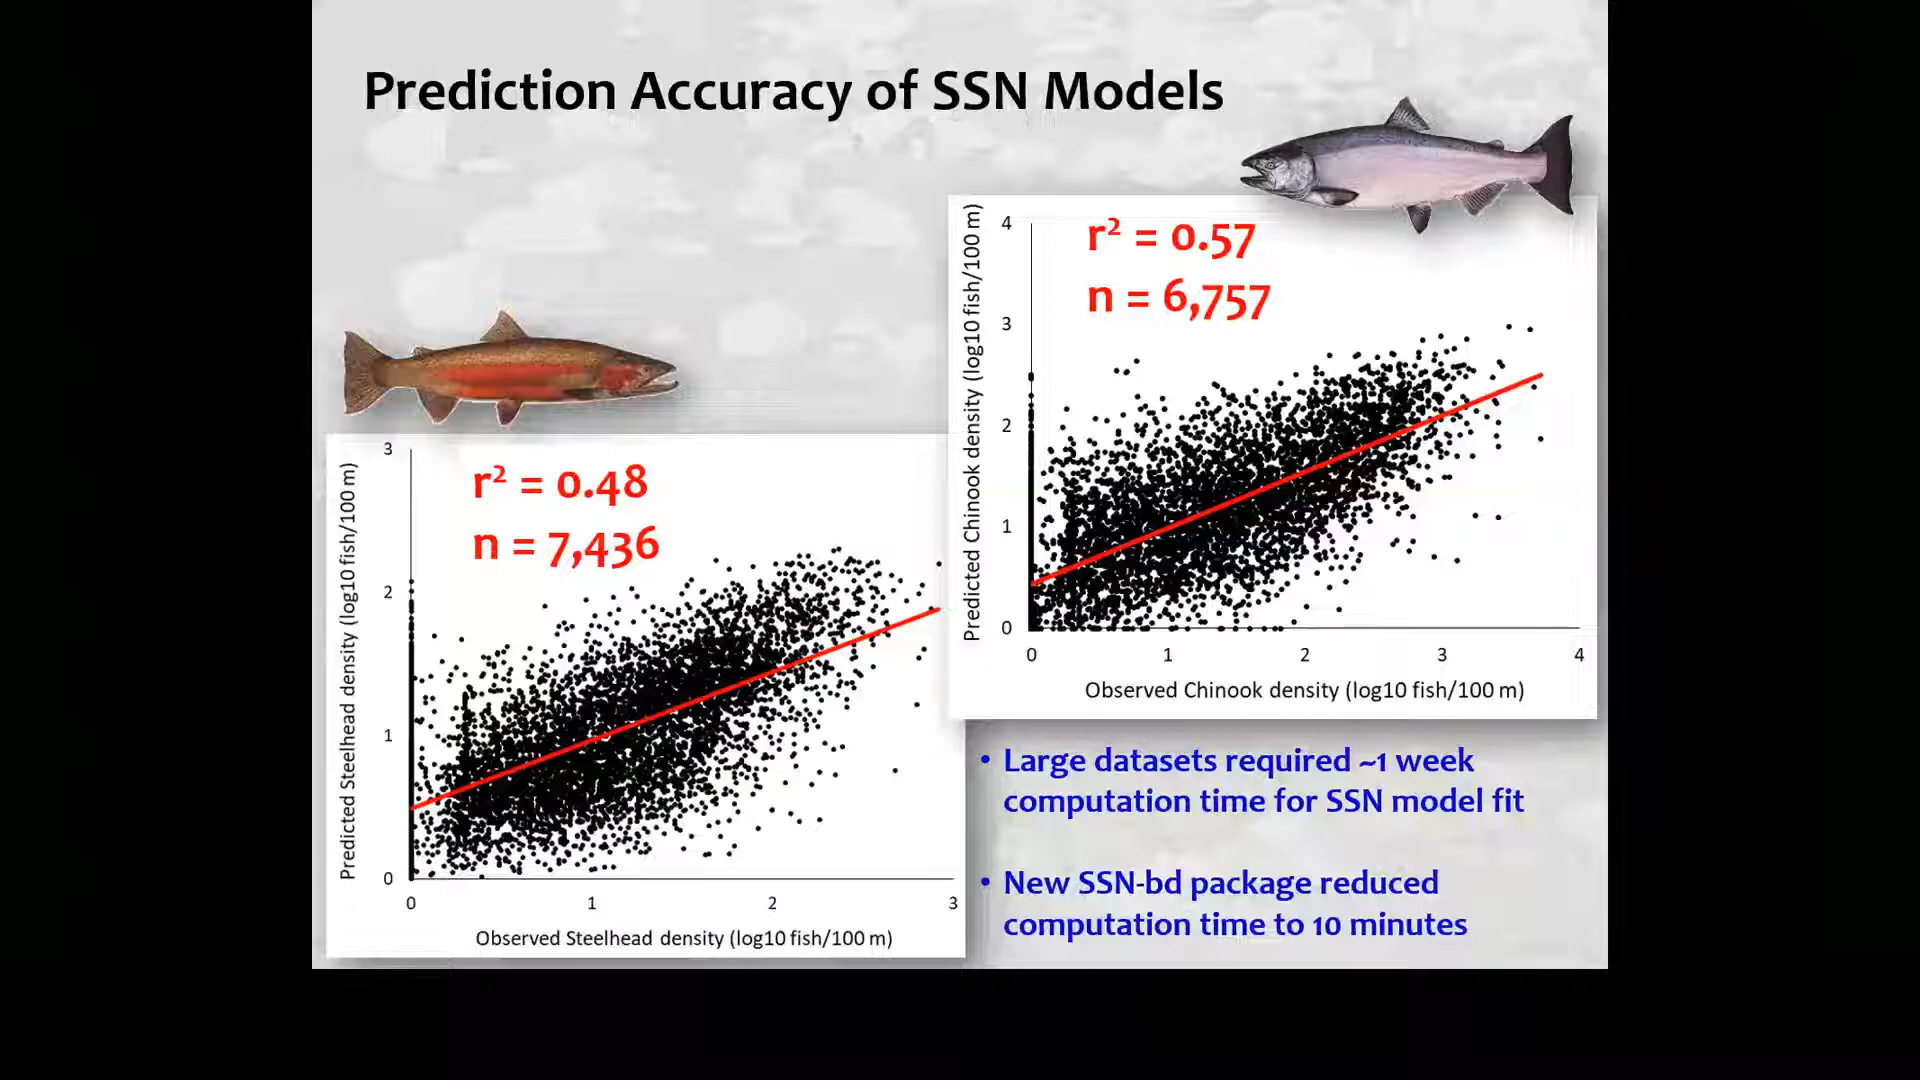 Prediction Accuracy of SSN Models
r² = 0.57
n = 6,757
Predicted Chinook density (log10 fish/100 m)
4
3
2
1
0
0 1 2 3 4
Observed Chinook density (log10 fish/100 m)
r² = 0.48
n = 7,436
Predicted Steelhead density (log10 fish/100 m)
3
2
1
0
0 1 2 3
Observed Steelhead density (log10 fish/100 m)
• Large datasets required ~1 week
computation time for SSN model fit
• New SSN-bd package reduced
computation time to 10 minutes